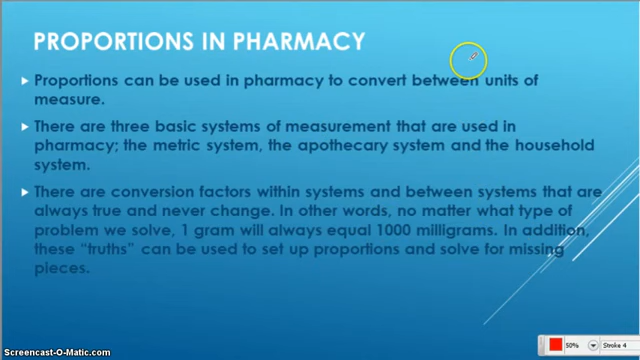 PROPORTIONS IN PHARMACY
Proportions can be used in pharmacy to convert between units of
measure.
There are three basic systems of measurement that are used in
pharmacy; the metric system, the apothecary system and the household
system.
There are conversion factors within systems and between systems that are
always true and never change. In other words, no matter what type of
problem we solve, 1 gram will always equal 1000 milligrams. In addition,
these “truths” can be used to set up proportions and solve for missing
pieces.
50% Stroke 4
Screencast-O-Matic.com